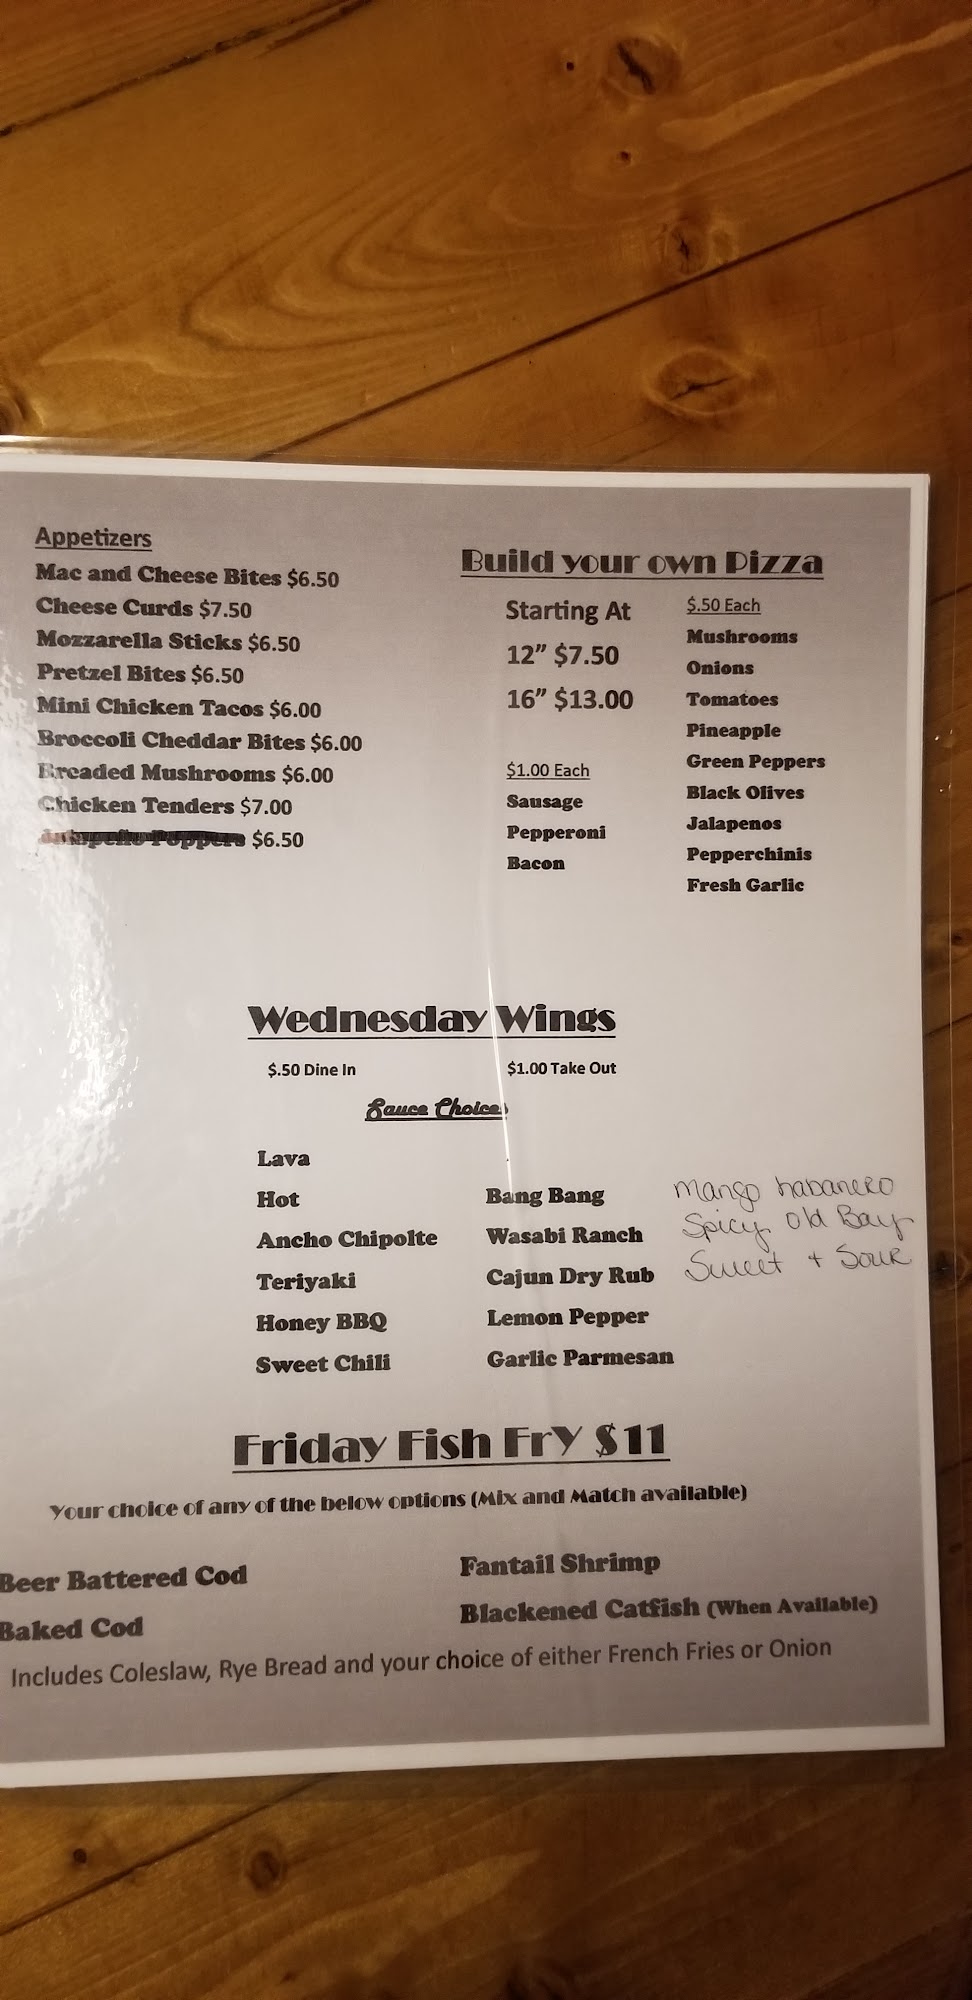 Appetizers
Mac and Cheese Bites $6.50
Cheese Curds $7.50
Mozzarella Sticks $6.50
Pretzel Bites $6.50
Mini Chicken Tacos $6.00
Broccoli Cheddar Bites $6.00
Breaded Mushrooms $6.00
Chicken Tenders $7.00
Jalapeño Poppers $6.50
Build your own Pizza
Starting At
12” $7.50
16” $13.00
$1.00 Each
Sausage
Pepperoni
Bacon
$.50 Each
Mushrooms
Onions
Tomatoes
Pineapple
Green Peppers
Black Olives
Jalapenos
Pepperchinis
Fresh Garlic
Wednesday Wings
$.50 Dine In
$1.00 Take Out
Sauce Choices
Lava
Hot
Ancho Chipolte
Teriyaki
Honey BBQ
Sweet Chili
Bang Bang
Wasabi Ranch
Cajun Dry Rub
Lemon Pepper
Garlic Parmesan
Mango habanero
Spicy Old Bay
Sweet + Sour
Friday Fish Fry $11
Your choice of any of the below options (Mix and Match available)
Beer Battered Cod
Baked Cod
Fantail Shrimp
Blackened Catfish (When Available)
Includes Coleslaw, Rye Bread and your choice of either French Fries or Onion